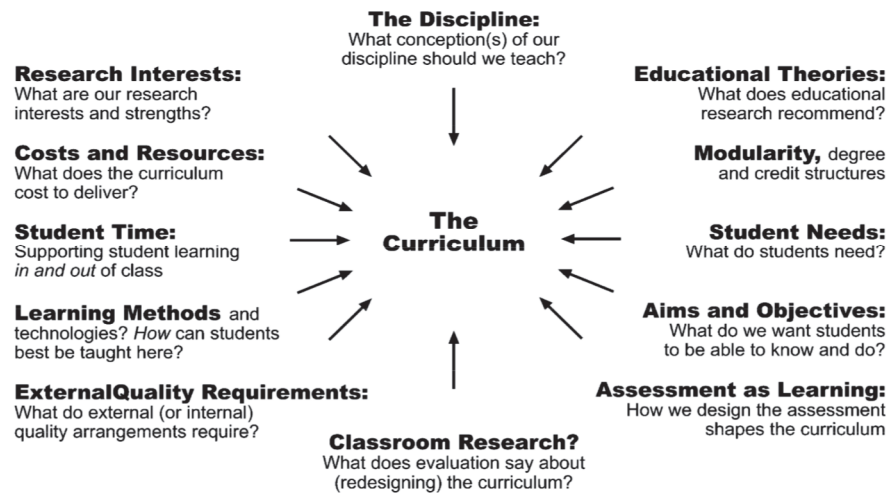 The Discipline:
What conception(s) of our
discipline should we teach?
Research Interests:
What are our research
interests and strengths?
Costs and Resources:
What does the curriculum
cost to deliver?
Student Time:
Supporting student learning
in and out of class
Learning Methods and
technologies? How can students
best be taught here?
ExternalQuality Requirements:
What do external (or internal)
quality arrangements require?
The
Curriculum
Educational Theories:
What does educational
research recommend?
Modularity, degree
and credit structures
Student Needs:
What do students need?
Aims and Objectives:
What do we want students
to be able to know and do?
Assessment as Learning:
How we design the assessment
shapes the curriculum
Classroom Research?
What does evaluation say about
(redesigning) the curriculum?